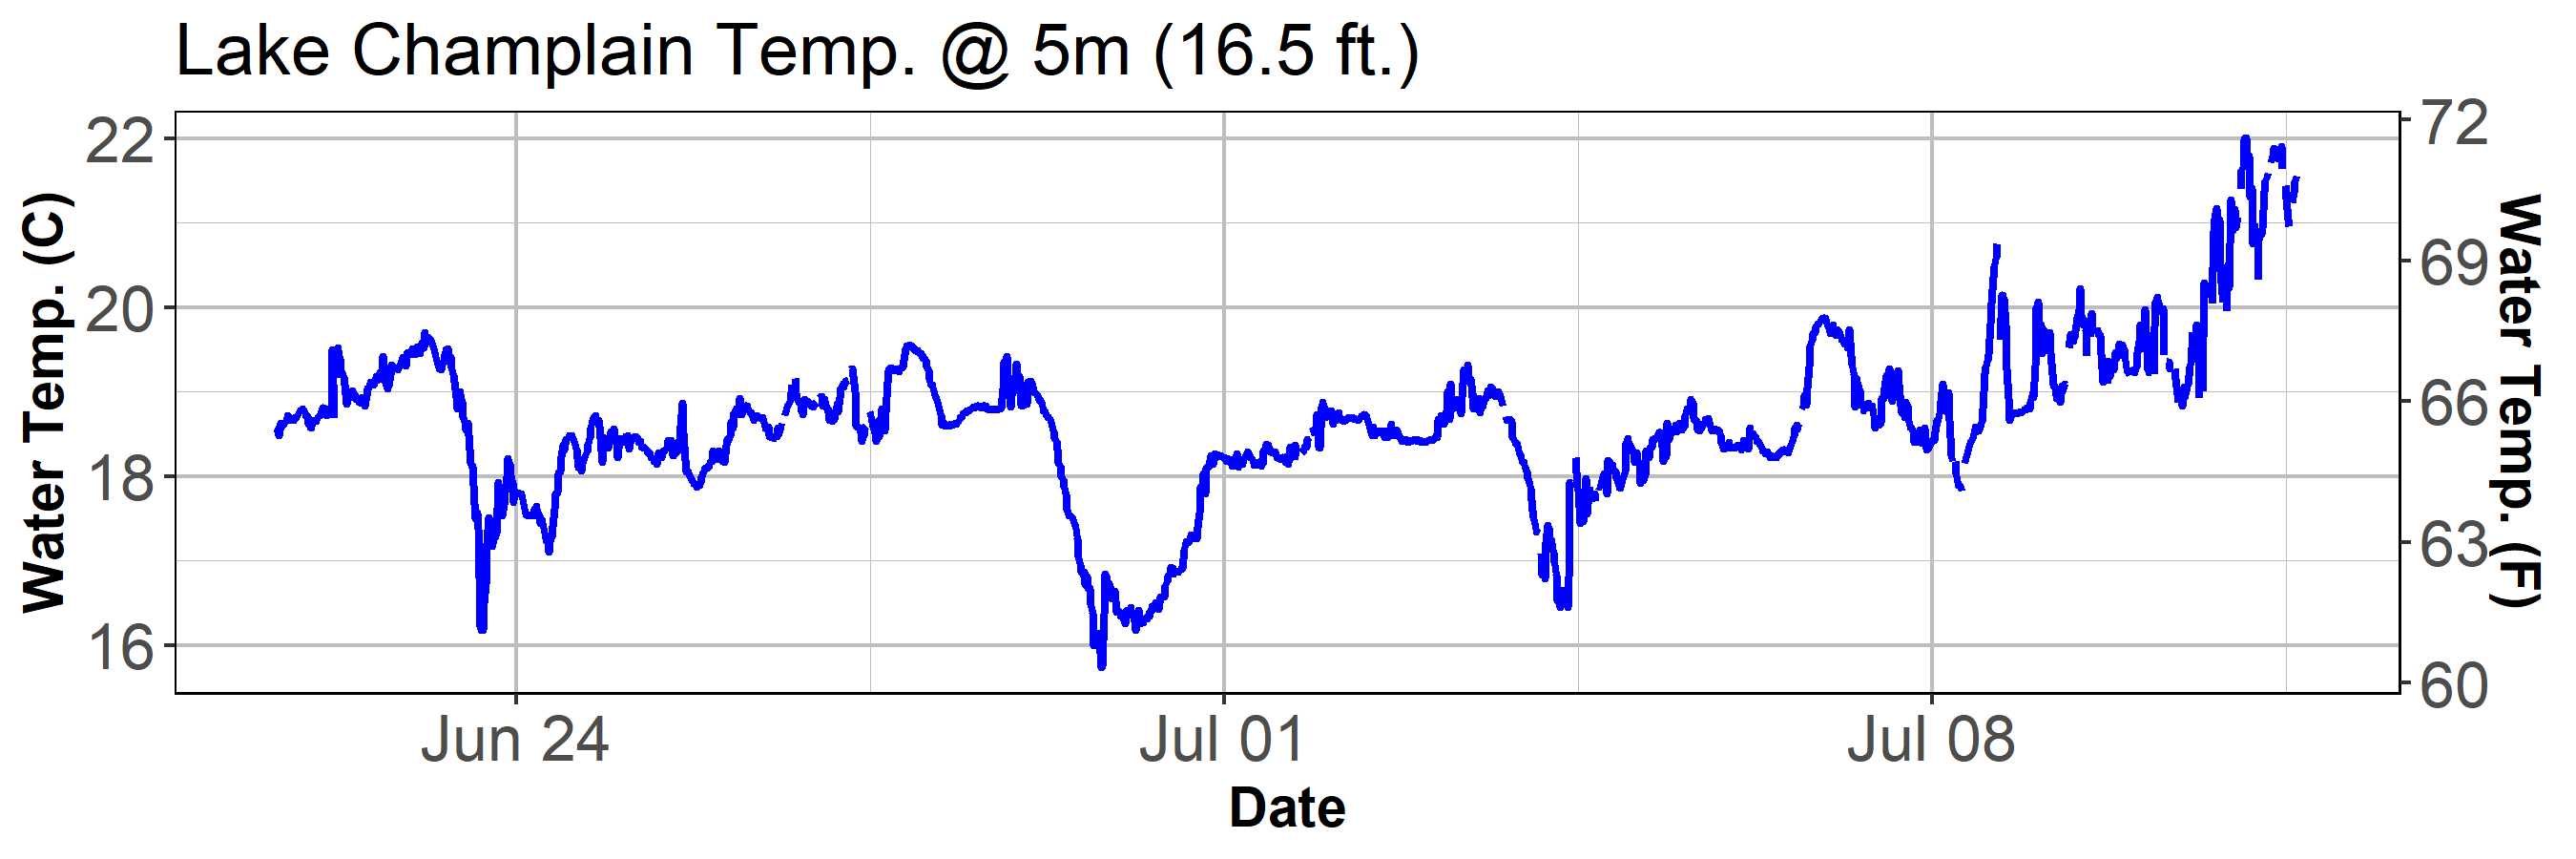 Lake Champlain Temp. @ 5m (16.5 ft.)
Water Temp. (C)
22
20
18
16
72
69
66
63
60
Water Temp. (F)
Jun 24
Jul 01
Jul 08
Date